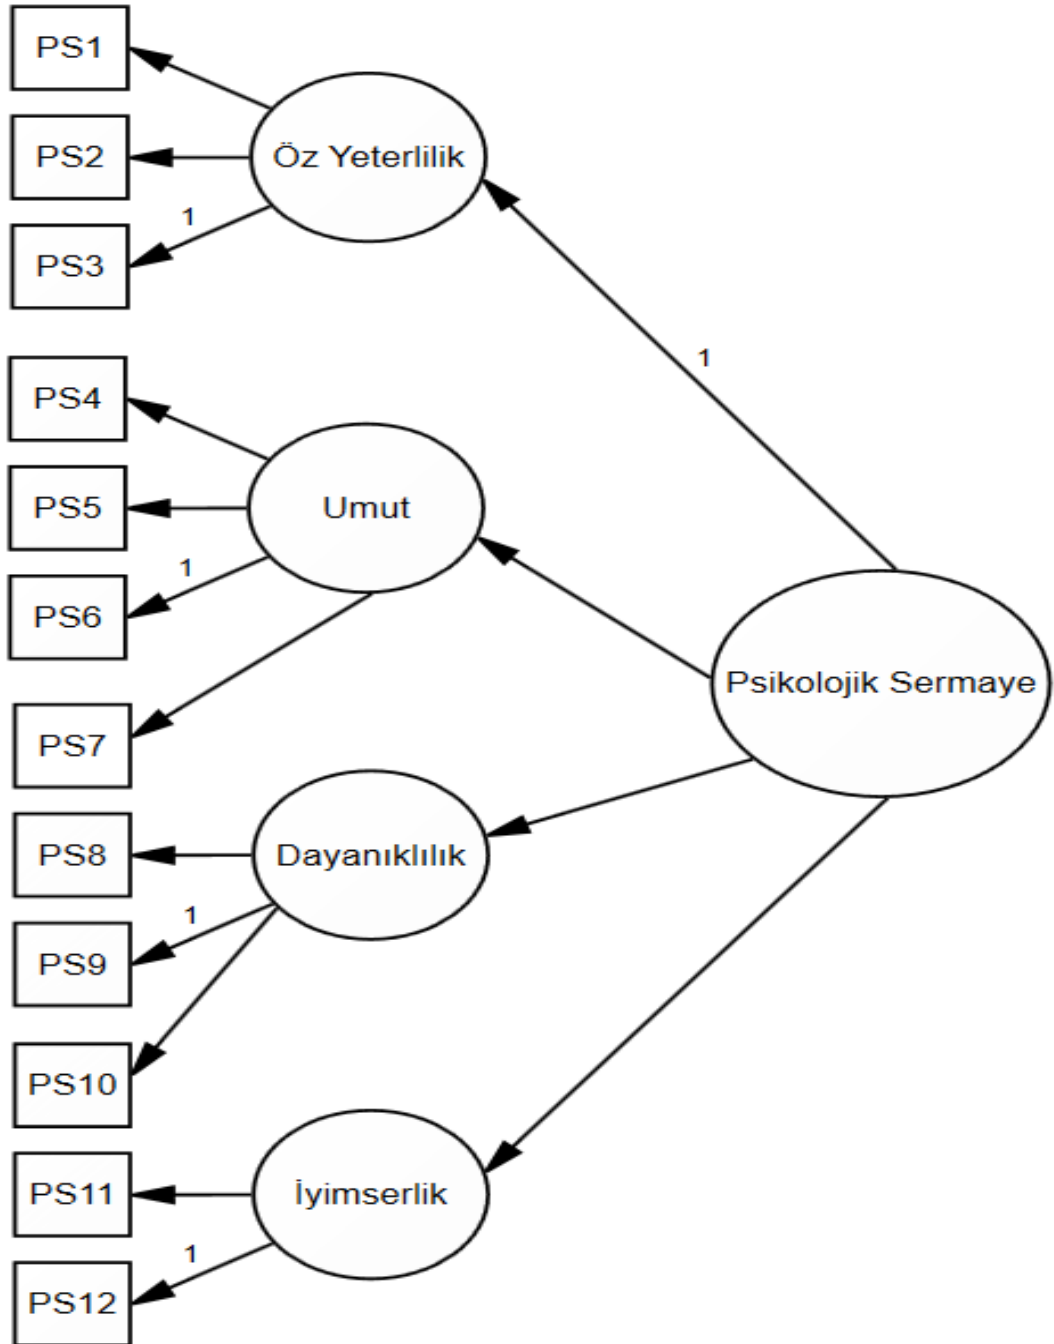 PS1
PS2
PS3
PS4
PS5
PS6
PS7
PS8
PS9
PS10
PS11
PS12
1
1
1
1
Öz Yeterlilik
Umut
Dayanıklılık
İyimserlik
1
Psikolojik Sermaye